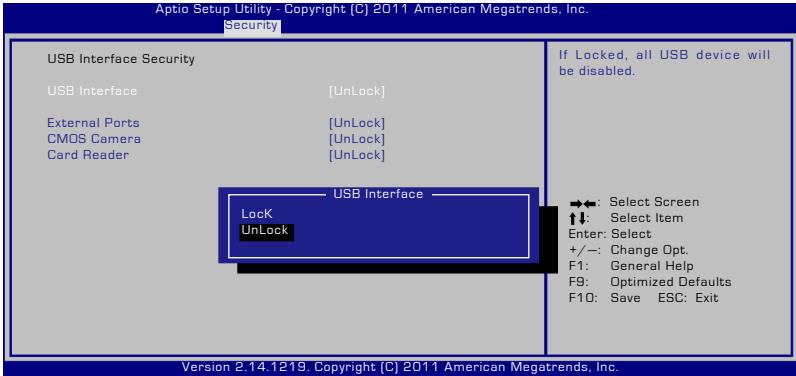 Aptio Setup Utility - Copyright (C) 2011 American Megatrends, Inc.
Security
USB Interface Security
USB Interface [UnLock]
External Ports [UnLock]
CMOS Camera [UnLock]
Card Reader [UnLock]
USB Interface
LocK
UnLock
If Locked, all USB device will
be disabled.
→←: Select Screen
↑↓: Select Item
Enter: Select
+/—: Change Opt.
F1: General Help
F9: Optimized Defaults
F10: Save ESC: Exit
Version 2.14.1219. Copyright (C) 2011 American Megatrends, Inc.